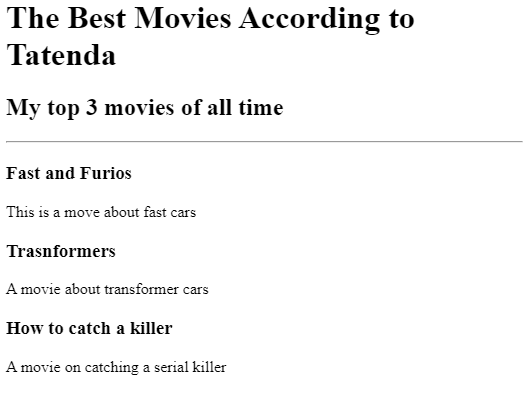 The Best Movies According to
Tatenda
My top 3 movies of all time
Fast and Furios
This is a move about fast cars
Trasnformers
A movie about transformer cars
How to catch a killer
A movie on catching a serial killer